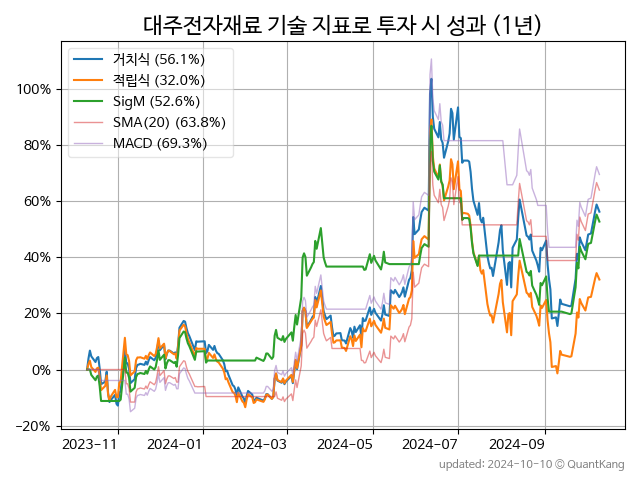 대주전자재료 기술 지표로 투자 시 성과 (1년)
거치식 (56.1%)
적립식 (32.0%)
SigM (52.6%)
SMA(20) (63.8%)
MACD (69.3%)
100%
80%
60%
40%
20%
0%
−20%
2023−11 2024−01 2024−03 2024−05 2024−07 2024−09
updated: 2024-10-10 © QuantKang